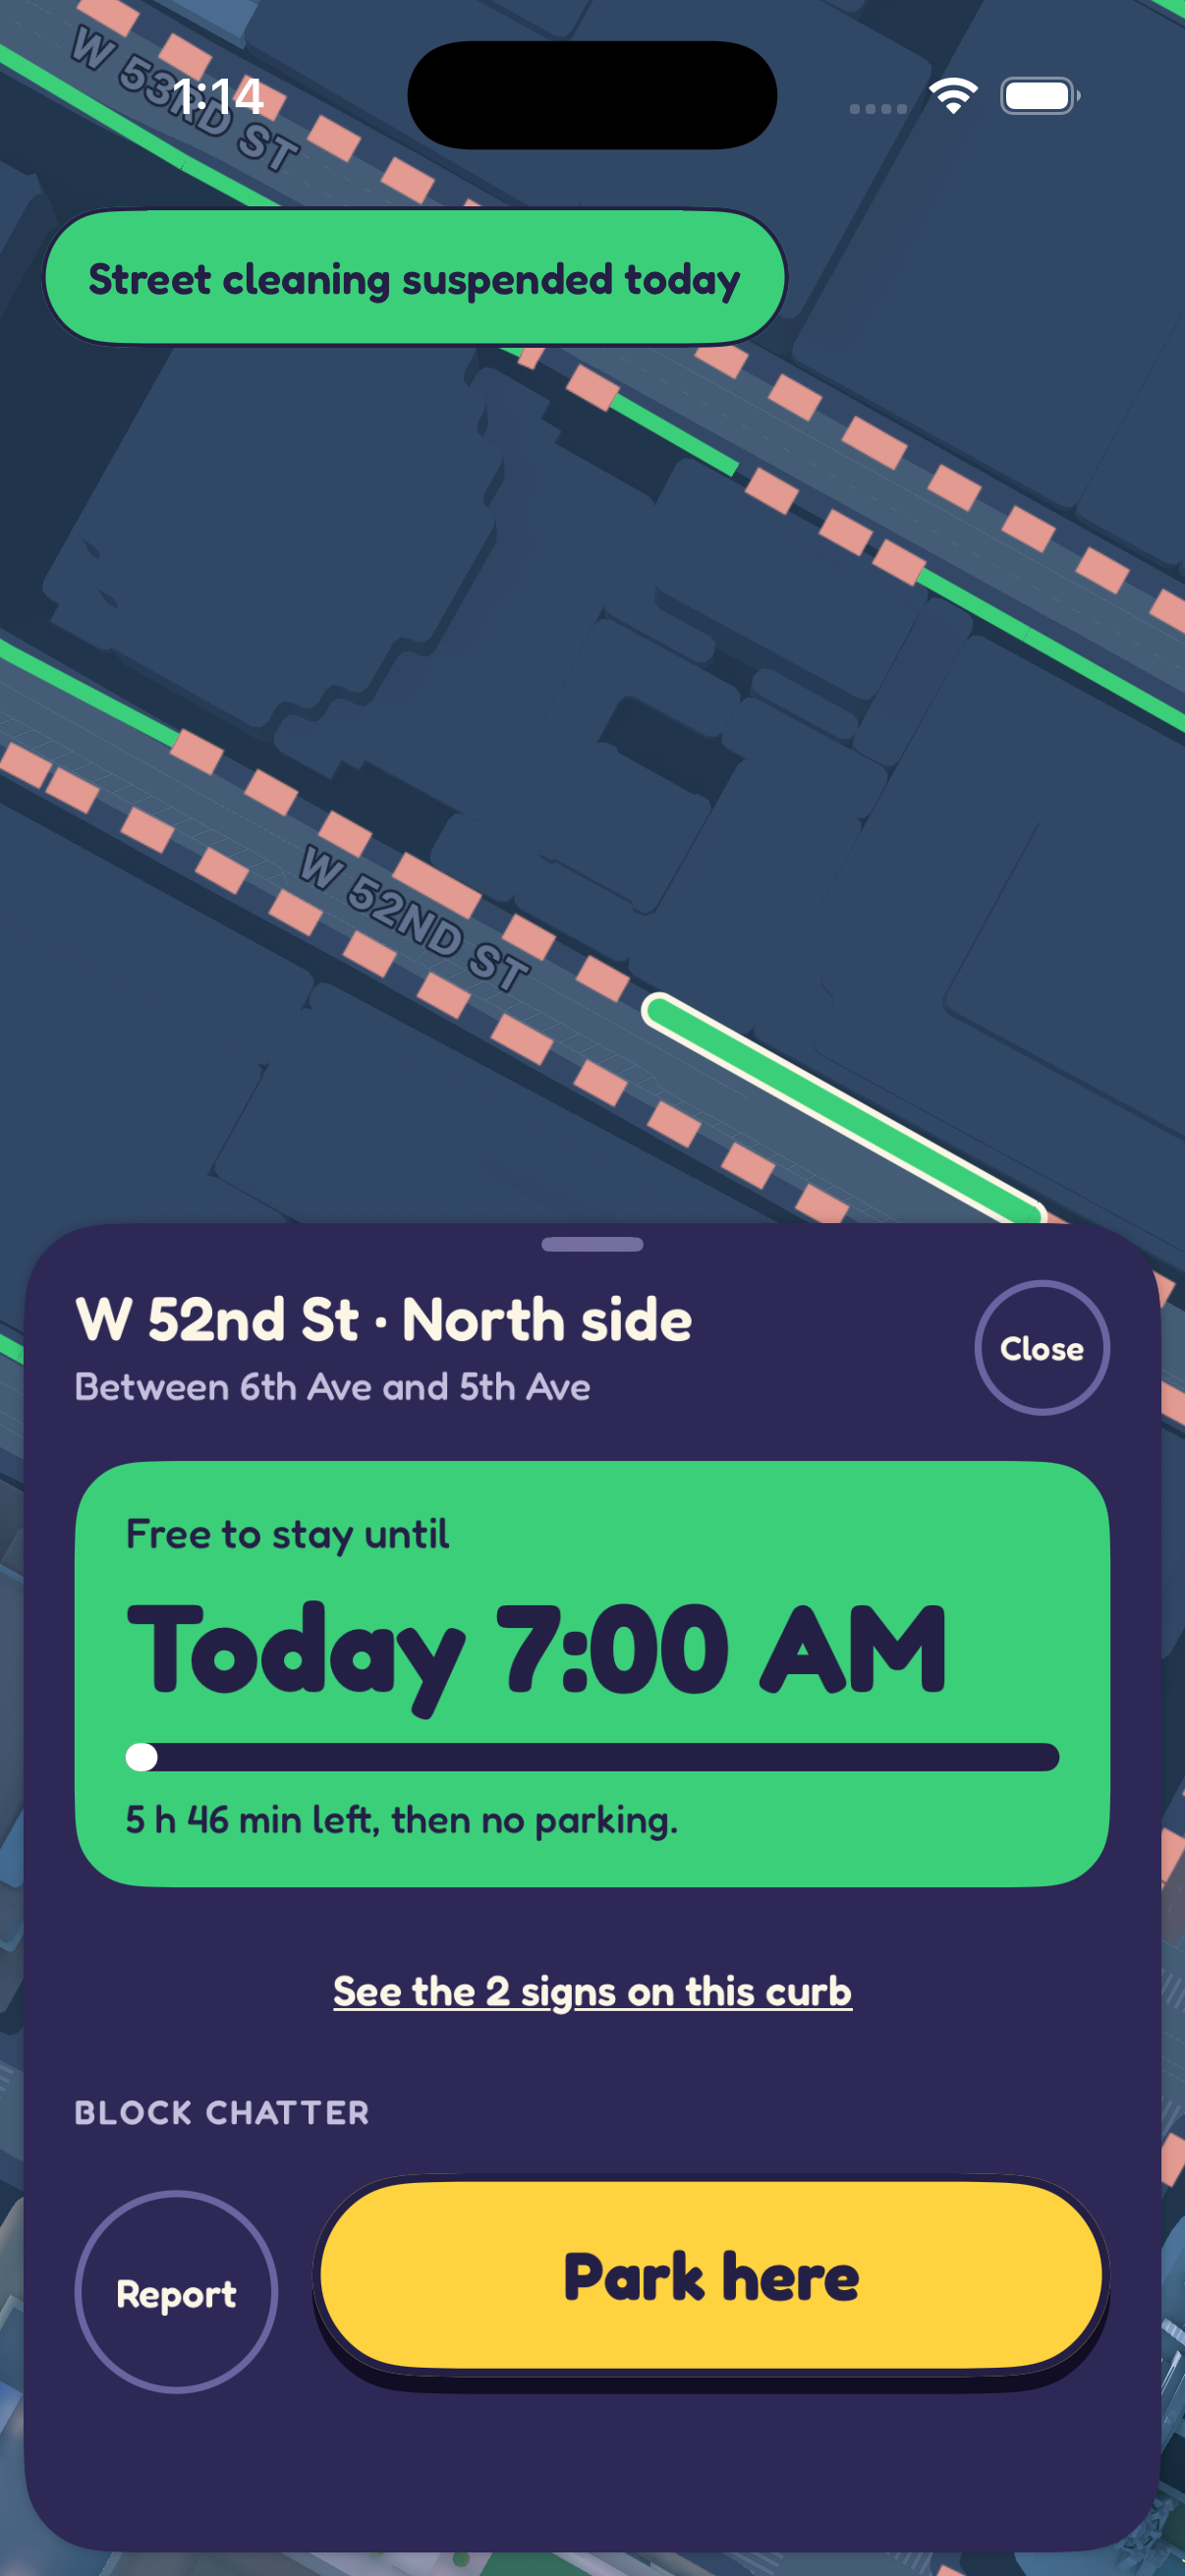 W 53RD ST
1:14
Street cleaning suspended today
W 52ND ST
W 52nd St · North side
Between 6th Ave and 5th Ave
Close
Free to stay until
Today 7:00 AM
5 h 46 min left, then no parking.
See the 2 signs on this curb
BLOCK CHATTER
Report
Park here